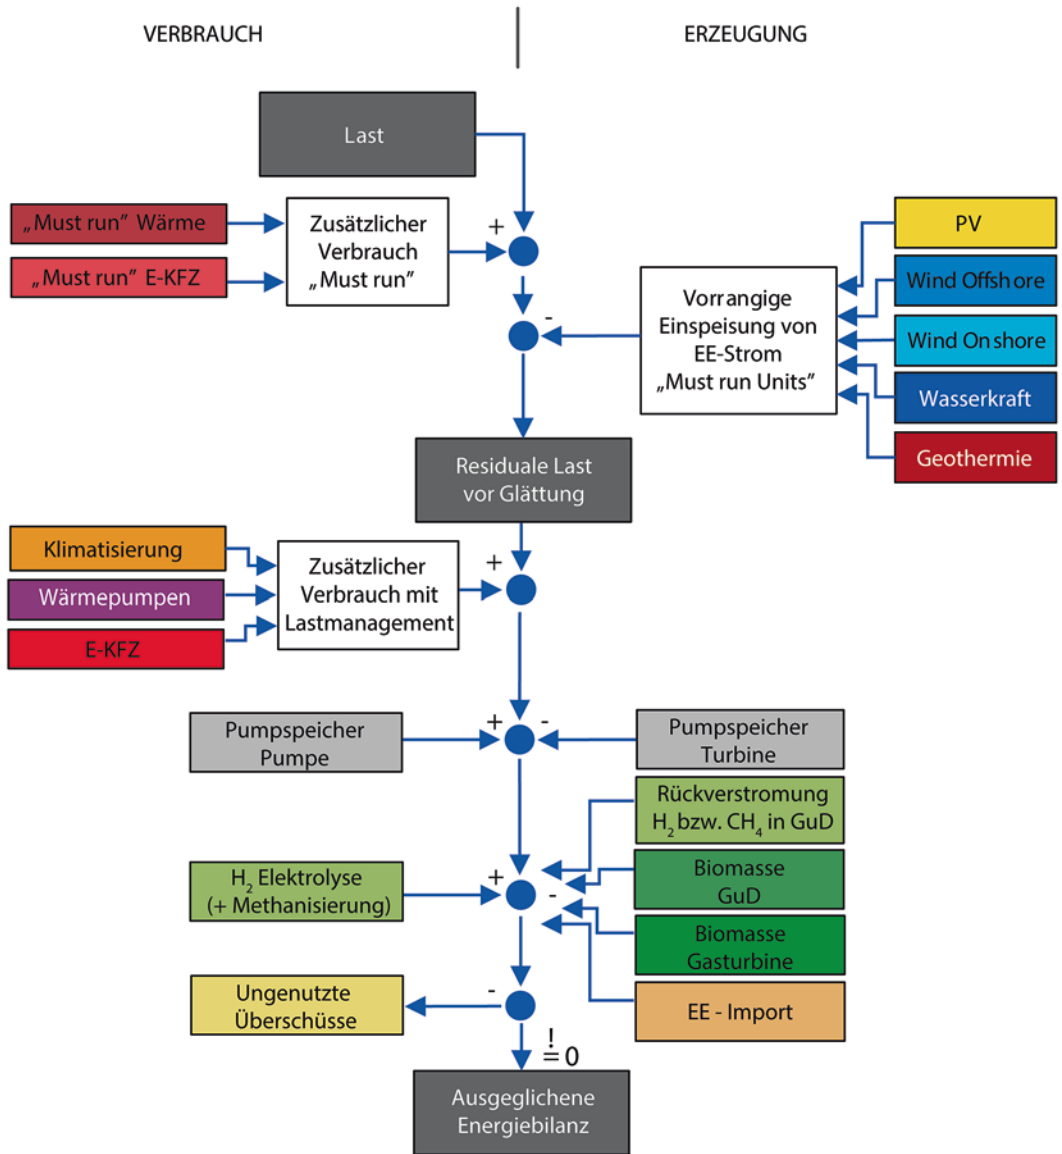 VERBRAUCH
ERZEUGUNG
Last
„Must run” Wärme
„Must run” E-KFZ
Zusätzlicher
Verbrauch
„Must run”
+
-
Vorrangige
Einspeisung von
EE-Strom
„Must run Units”
PV
Wind Offshore
Wind Onshore
Wasserkraft
Geothermie
Residuale Last
vor Glättung
Klimatisierung
Wärmepumpen
E-KFZ
Zusätzlicher
Verbrauch mit
Lastmanagement
+
Pumpspeicher
Pumpe
+
-
Pumpspeicher
Turbine
Rückverstromung
H₂ bzw. CH₄ in GuD
H₂ Elektrolyse
(+ Methanisierung)
+
-
Biomasse
GuD
Biomasse
Gasturbine
EE - Import
Ungenutzte
Überschüsse
-
!
=0
Ausgeglichene
Energiebilanz